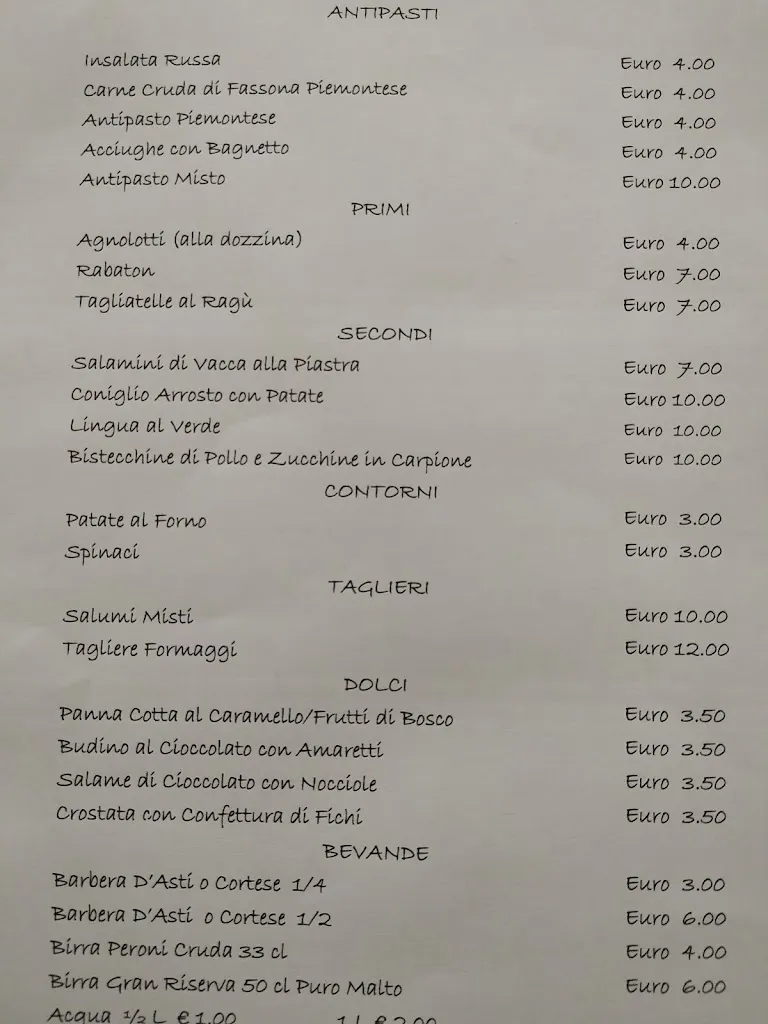 ANTIPASTI
Insalata Russa Euro 4.00
Carne Cruda di Fassona Piemontese Euro 4.00
Antipasto Piemontese Euro 4.00
Acciughe con Bagnetto Euro 4.00
Antipasto Misto Euro 10.00
PRIMI
Agnolotti (alla dozzina) Euro 4.00
Rabaton Euro 7.00
Tagliatelle al Ragù Euro 7.00
SECONDI
Salamini di Vacca alla Piastra Euro 7.00
Coniglio Arrosto con Patate Euro 10.00
Lingua al Verde Euro 10.00
Bistecchine di Pollo e Zucchine in Carpione Euro 10.00
CONTORNI
Patate al Forno Euro 3.00
Spinaci Euro 3.00
TAGLIERI
Salumi Misti Euro 10.00
Tagliere Formaggi Euro 12.00
DOLCI
Panna Cotta al Caramello/Frutti di Bosco Euro 3.50
Budino al Cioccolato con Amaretti Euro 3.50
Salame di Cioccolato con Nocciole Euro 3.50
Crostata con Confettura di Fichi Euro 3.50
BEVANDE
Barbera D'Asti o Cortese 1/4 Euro 3.00
Barbera D'Asti o Cortese 1/2 Euro 6.00
Birra Peroni Cruda 33 cl Euro 4.00
Birra Gran Riserva 50 cl Puro Malto Euro 6.00
Acqua ½ L € 1.00 1 L € 2.00